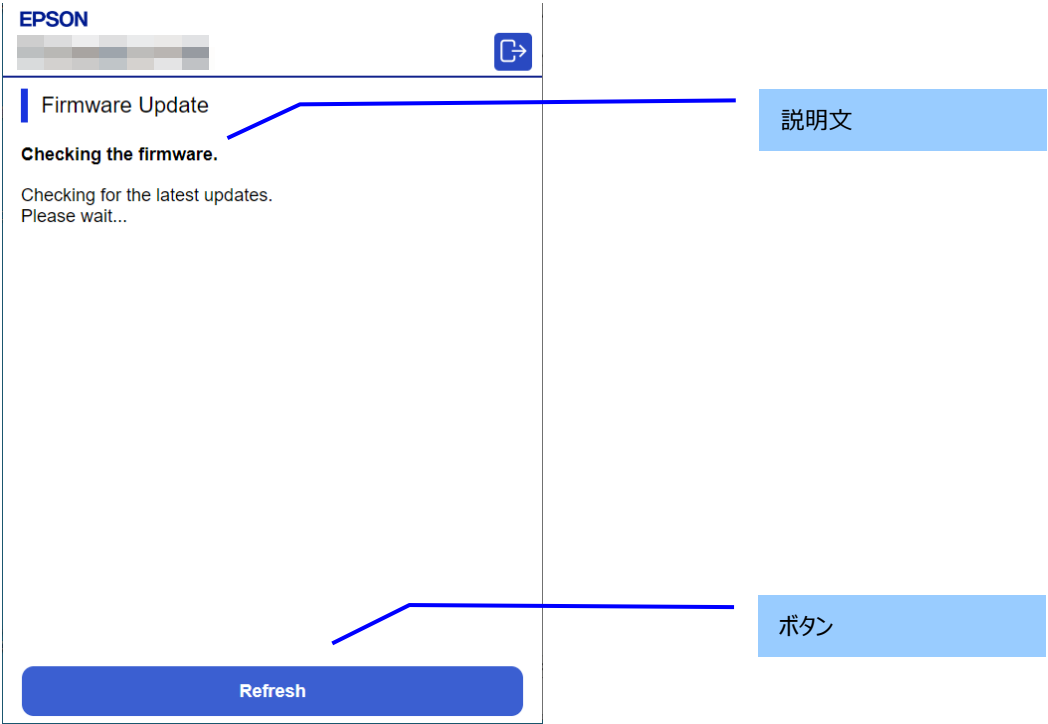 EPSON
Firmware Update
説明文
Checking the firmware.
Checking for the latest updates.
Please wait...
ボタン
Refresh